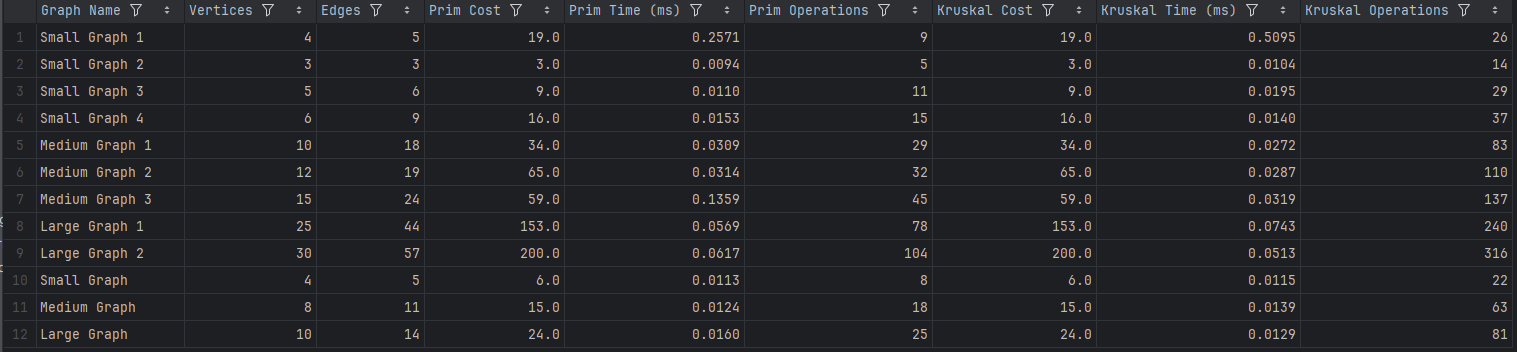 Graph Name Vertices Edges Prim Cost Prim Time (ms) Prim Operations Kruskal Cost Kruskal Time (ms) Kruskal Operations
1 Small Graph 1 4 5 19.0 0.2571 9 19.0 0.5095 26
2 Small Graph 2 3 3 3.0 0.0094 5 3.0 0.0104 14
3 Small Graph 3 5 6 9.0 0.0110 11 9.0 0.0195 29
4 Small Graph 4 6 9 16.0 0.0153 15 16.0 0.0140 37
5 Medium Graph 1 10 18 34.0 0.0309 29 34.0 0.0272 83
6 Medium Graph 2 12 19 65.0 0.0314 32 65.0 0.0287 110
7 Medium Graph 3 15 24 59.0 0.1359 45 59.0 0.0319 137
8 Large Graph 1 25 44 153.0 0.0569 78 153.0 0.0743 240
9 Large Graph 2 30 57 200.0 0.0617 104 200.0 0.0513 316
10 Small Graph 4 5 6.0 0.0113 8 6.0 0.0115 22
11 Medium Graph 8 11 15.0 0.0124 18 15.0 0.0139 63
12 Large Graph 10 14 24.0 0.0160 25 24.0 0.0129 81